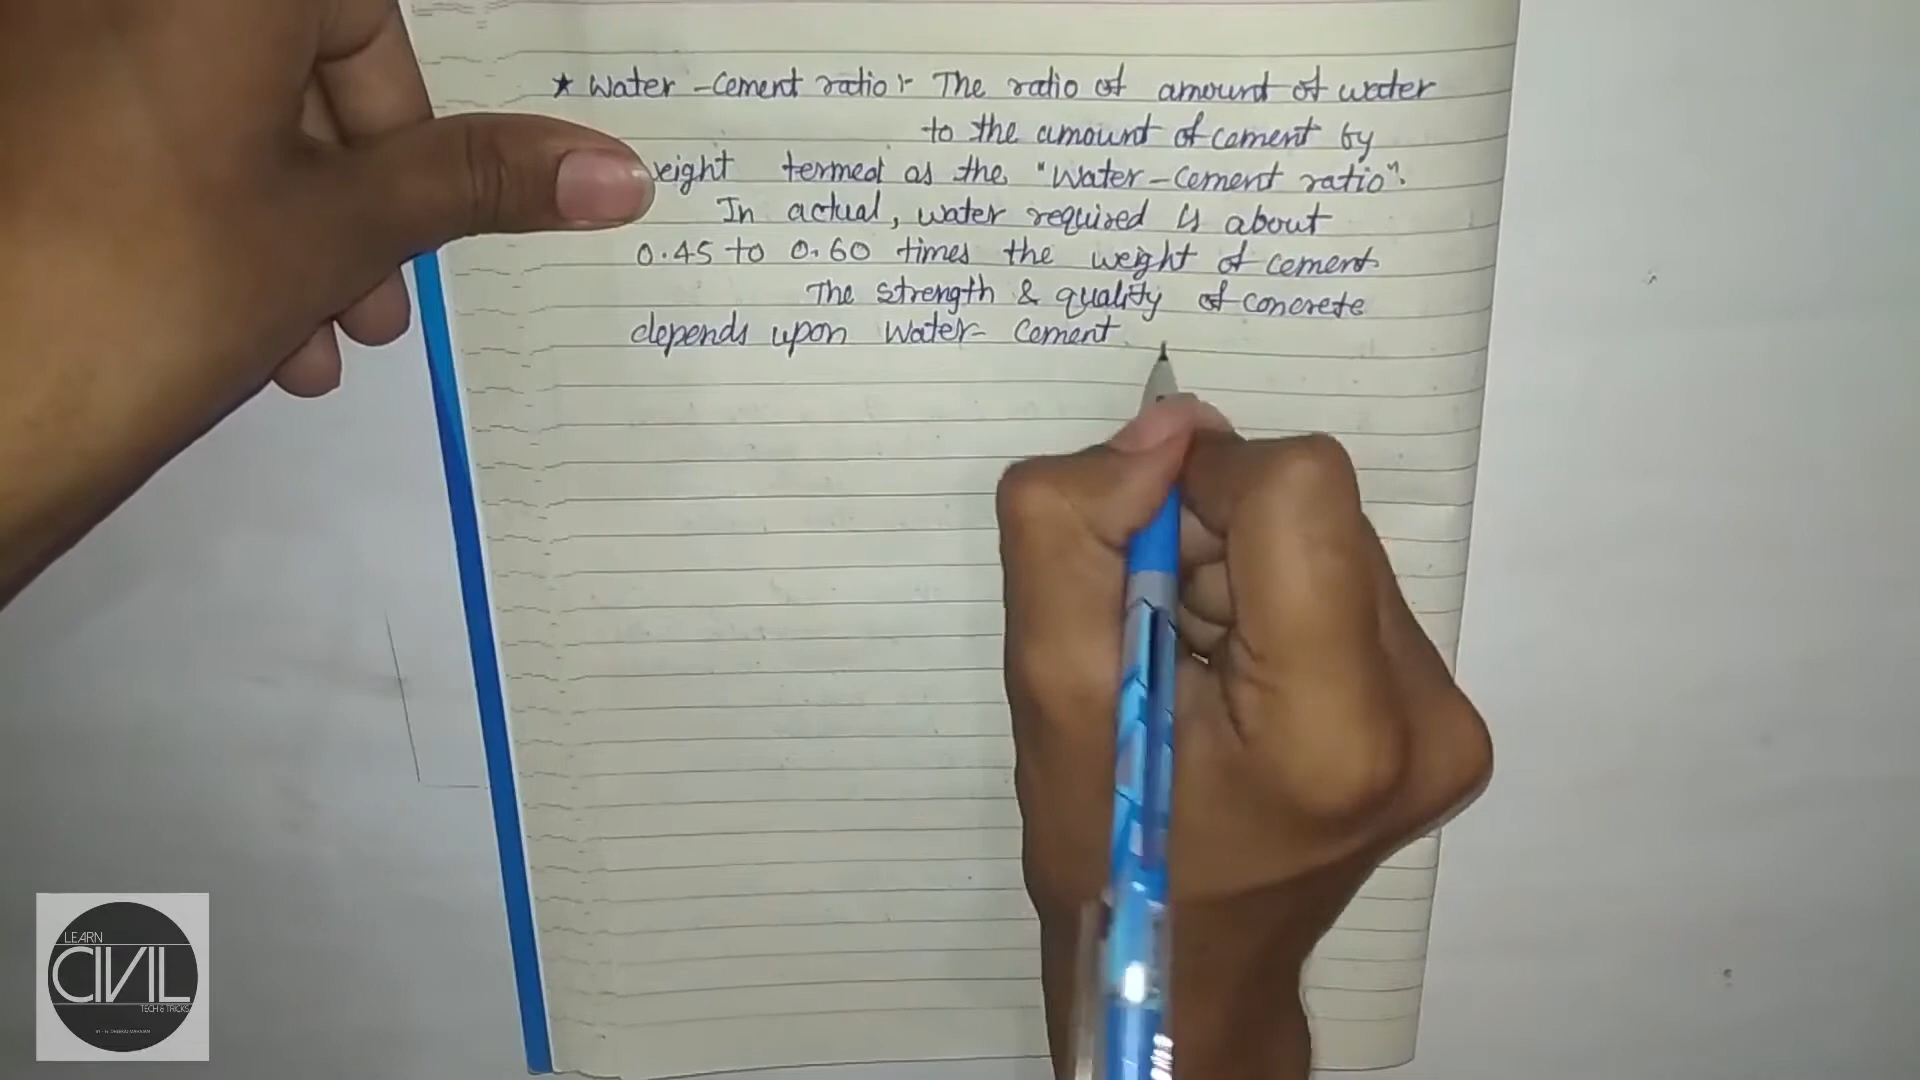 ★ Water-Cement ratio:- The ratio of amount of water
to the amount of cement by
weight termed as the "Water-Cement ratio".
In actual, water required is about
0.45 to 0.60 times the weight of cement.
The strength & quality of concrete
depends upon Water- Cement
LEARN
CIVIL
TECH & TRICKS